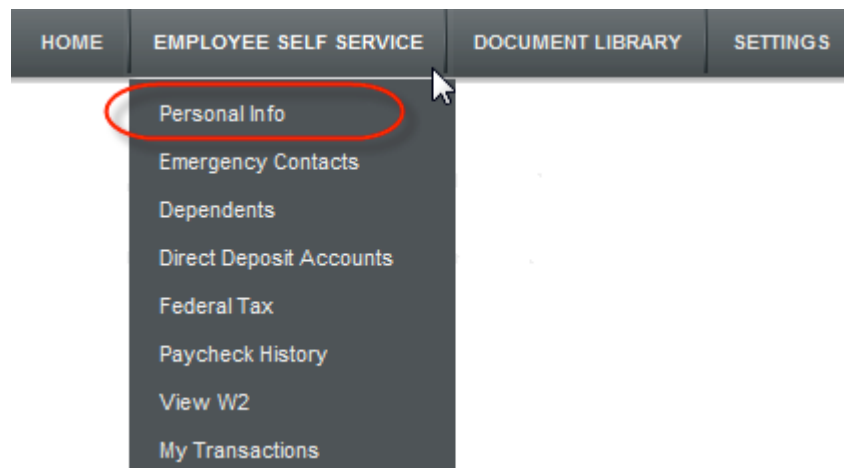 HOME EMPLOYEE SELF SERVICE DOCUMENT LIBRARY SETTINGS
Personal Info
Emergency Contacts
Dependents
Direct Deposit Accounts
Federal Tax
Paycheck History
View W2
My Transactions